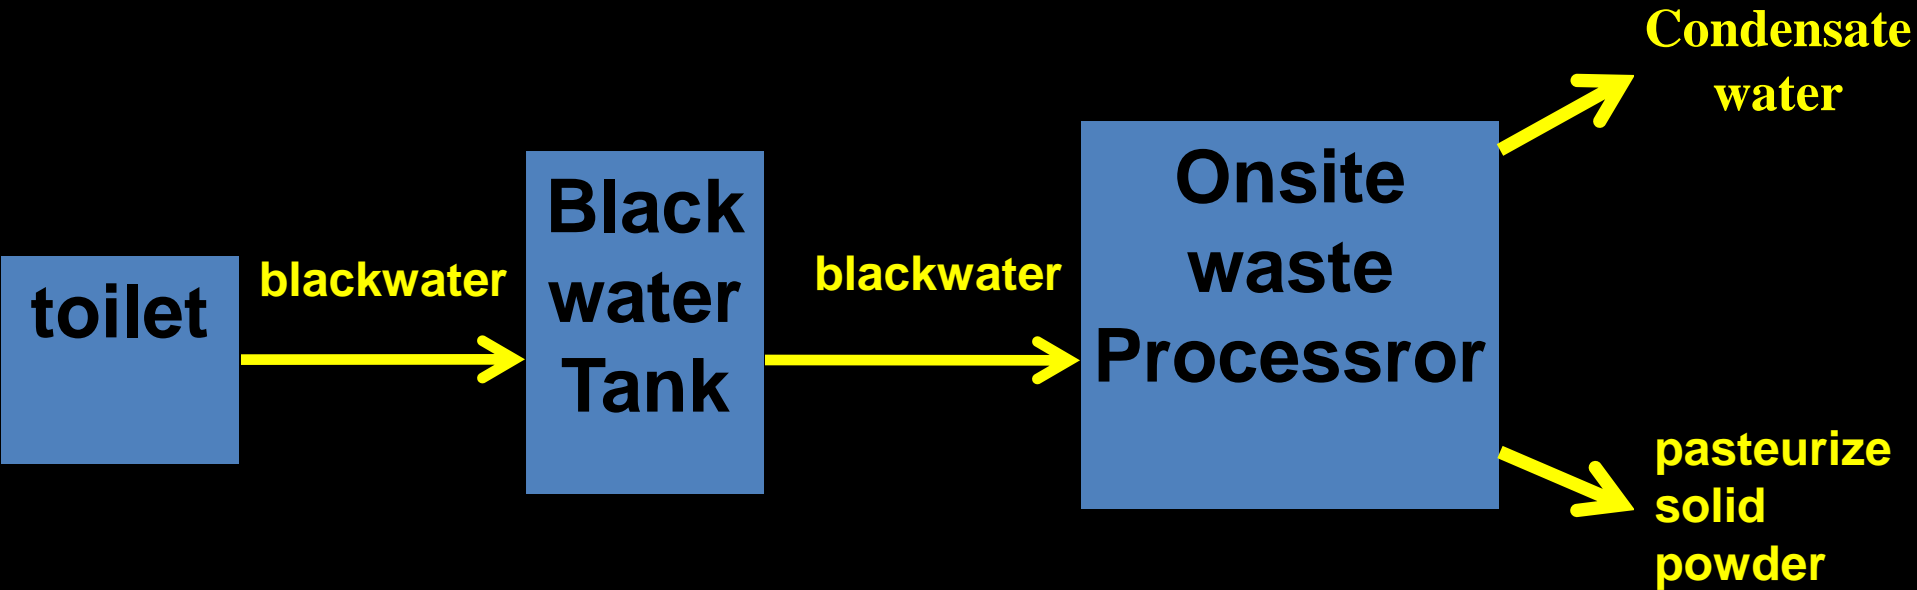 toilet
blackwater
Black
water
Tank
blackwater
Onsite
waste
Processror
Condensate
water
pasteurize
solid
powder